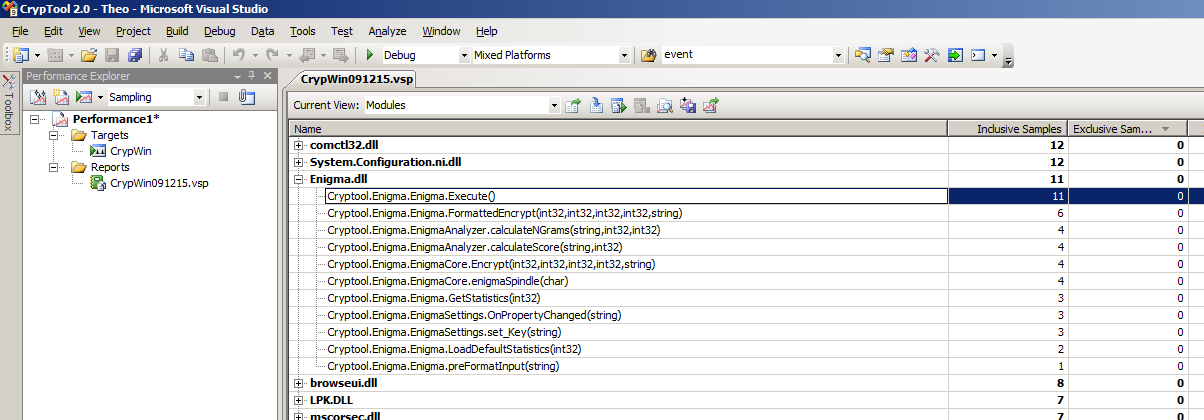 CrypTool 2.0 - Theo - Microsoft Visual Studio
File Edit View Project Build Debug Data Tools Test Analyze Window Help
Debug Mixed Platforms event
Toolbox
Performance Explorer
Sampling
Performance1*
Targets
CrypWin
Reports
CrypWin091215.vsp
CrypWin091215.vsp
Current View: Modules
Name Inclusive Samples Exclusive Sam...
comctl32.dll 12 0
System.Configuration.ni.dll 12 0
Enigma.dll 11 0
Cryptool.Enigma.Enigma.Execute() 11 0
Cryptool.Enigma.Enigma.FormattedEncrypt(int32,int32,int32,int32,string) 6 0
Cryptool.Enigma.EnigmaAnalyzer.calculateNGrams(string,int32,int32) 4 0
Cryptool.Enigma.EnigmaAnalyzer.calculateScore(string,int32) 4 0
Cryptool.Enigma.EnigmaCore.Encrypt(int32,int32,int32,int32,string) 4 0
Cryptool.Enigma.EnigmaCore.enigmaSpindle(char) 4 0
Cryptool.Enigma.Enigma.GetStatistics(int32) 3 0
Cryptool.Enigma.EnigmaSettings.OnPropertyChanged(string) 3 0
Cryptool.Enigma.EnigmaSettings.set_Key(string) 3 0
Cryptool.Enigma.Enigma.LoadDefaultStatistics(int32) 2 0
Cryptool.Enigma.Enigma.preFormatInput(string) 1 0
browseui.dll 8 0
LPK.DLL 7 0
mscorsec.dll 7 0